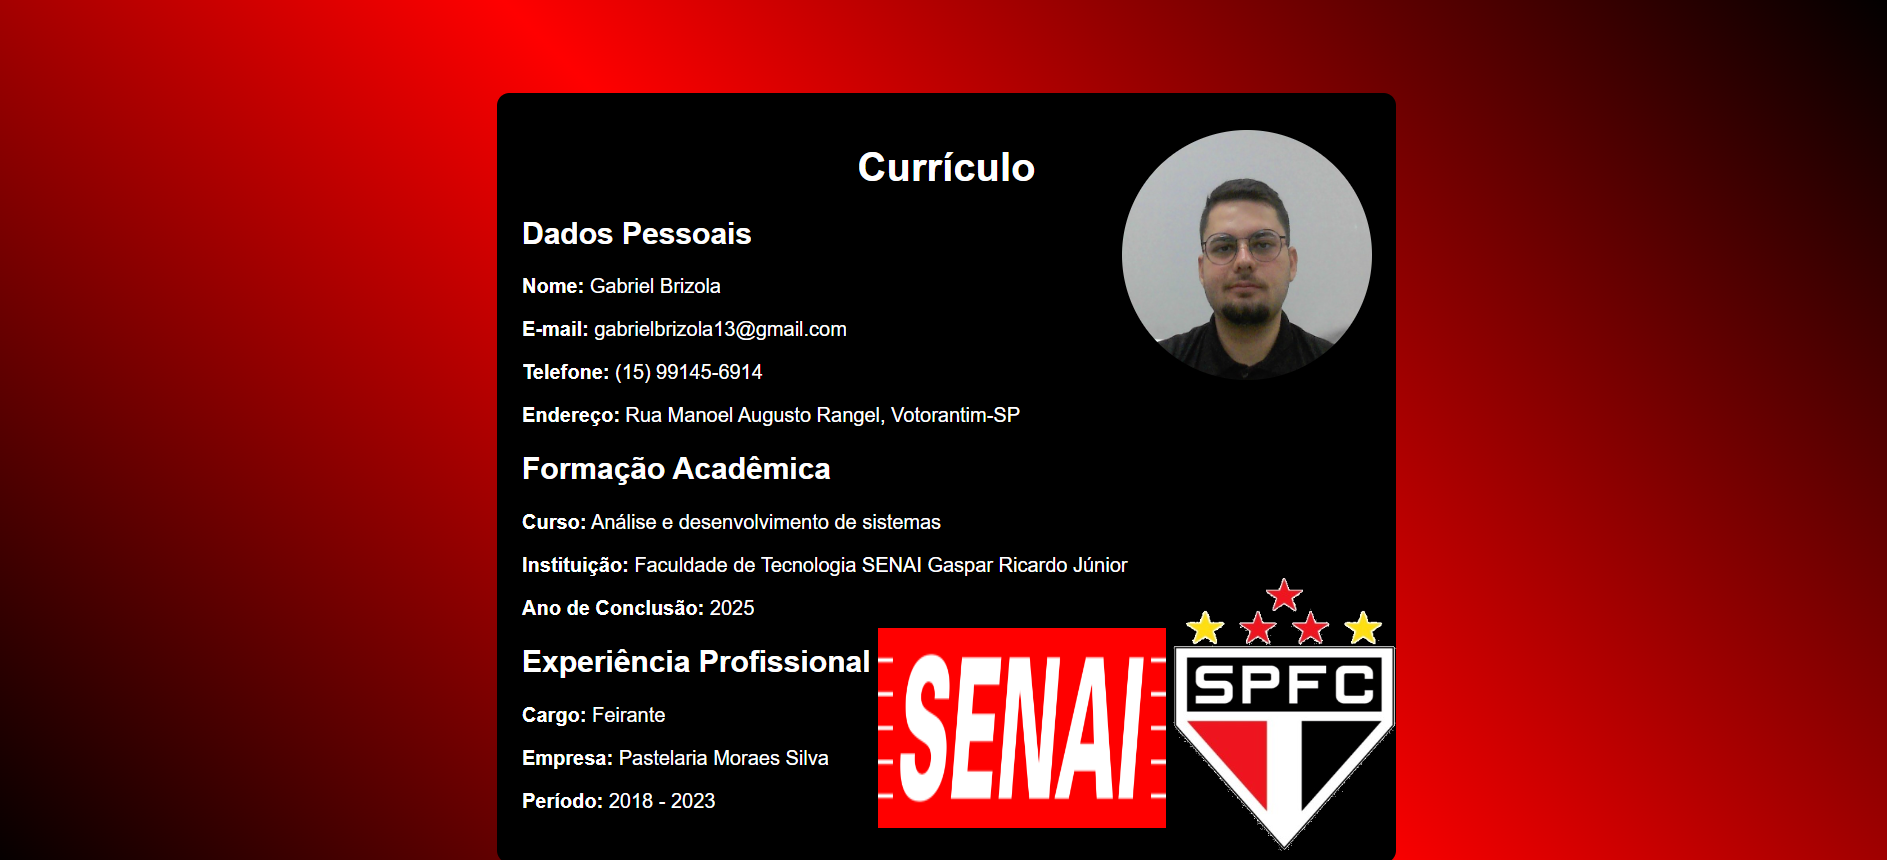 Currículo
Dados Pessoais
Nome: Gabriel Brizola
E-mail: gabrielbrizola13@gmail.com
Telefone: (15) 99145-6914
Endereço: Rua Manoel Augusto Rangel, Votorantim-SP
Formação Acadêmica
Curso: Análise e desenvolvimento de sistemas
Instituição: Faculdade de Tecnologia SENAI Gaspar Ricardo Júnior
Ano de Conclusão: 2025
Experiência Profissional
Cargo: Feirante
Empresa: Pastelaria Moraes Silva
Período: 2018 - 2023
SENAI
SPFC